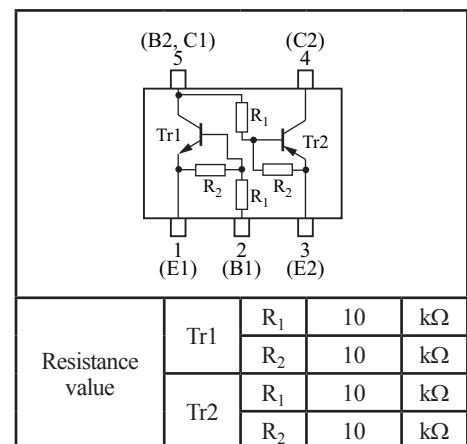 (B2, C1) (C2)
5 4
R1
Tr1 Tr2
R2 R2
R1
1 2 3
(E1) (B1) (E2)
Resistance value Tr1 R1 10 kΩ
R2 10 kΩ
Tr2 R1 10 kΩ
R2 10 kΩ